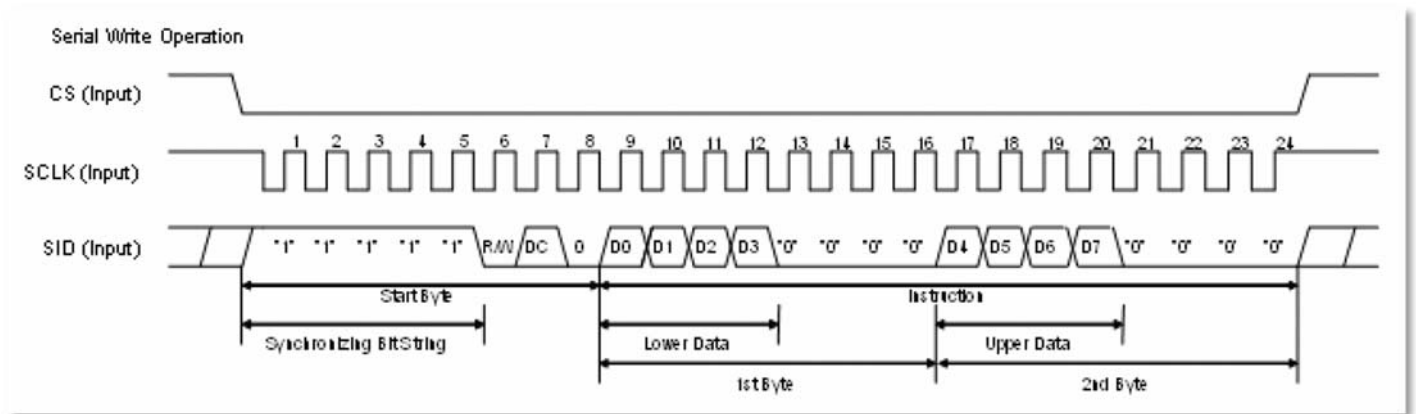 Serial Write Operation
CS (Input)
1 2 3 4 5 6 7 8 9 10 11 12 13 14 15 16 17 18 19 20 21 22 23 24
SCLK (Input)
SID (Input) "1" "1" "1" "1" "1" R/W DC 0 D0 D1 D2 D3 "0" "0" "0" "0" D4 D5 D6 D7 "0" "0" "0" "0"
Start Byte Instruction
Synchronizing Bit String Lower Data Upper Data
1st Byte 2nd Byte